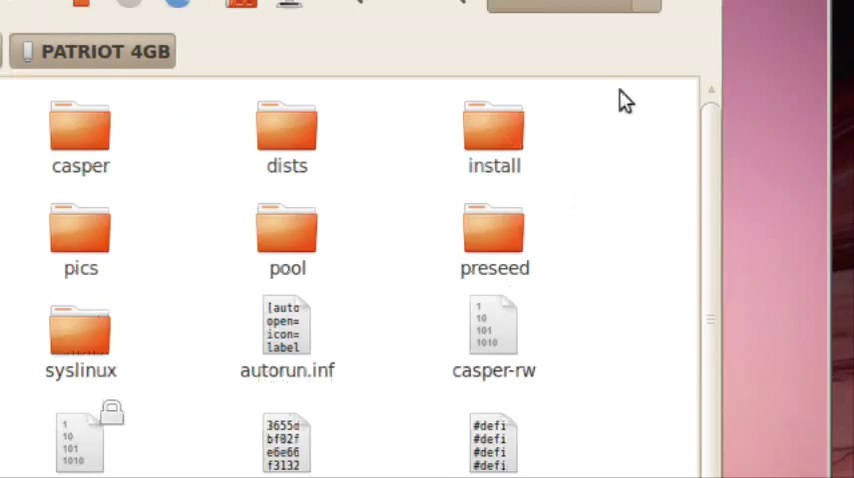 PATRIOT 4GB
casper dists install
pics pool preseed
[auto
open=
icon=
label
1
10
101
1010
syslinux autorun.inf casper-rw
1
10
101
1010
3655d
bf82f
e6e66
f3132
#defi
#defi
#defi
#defi